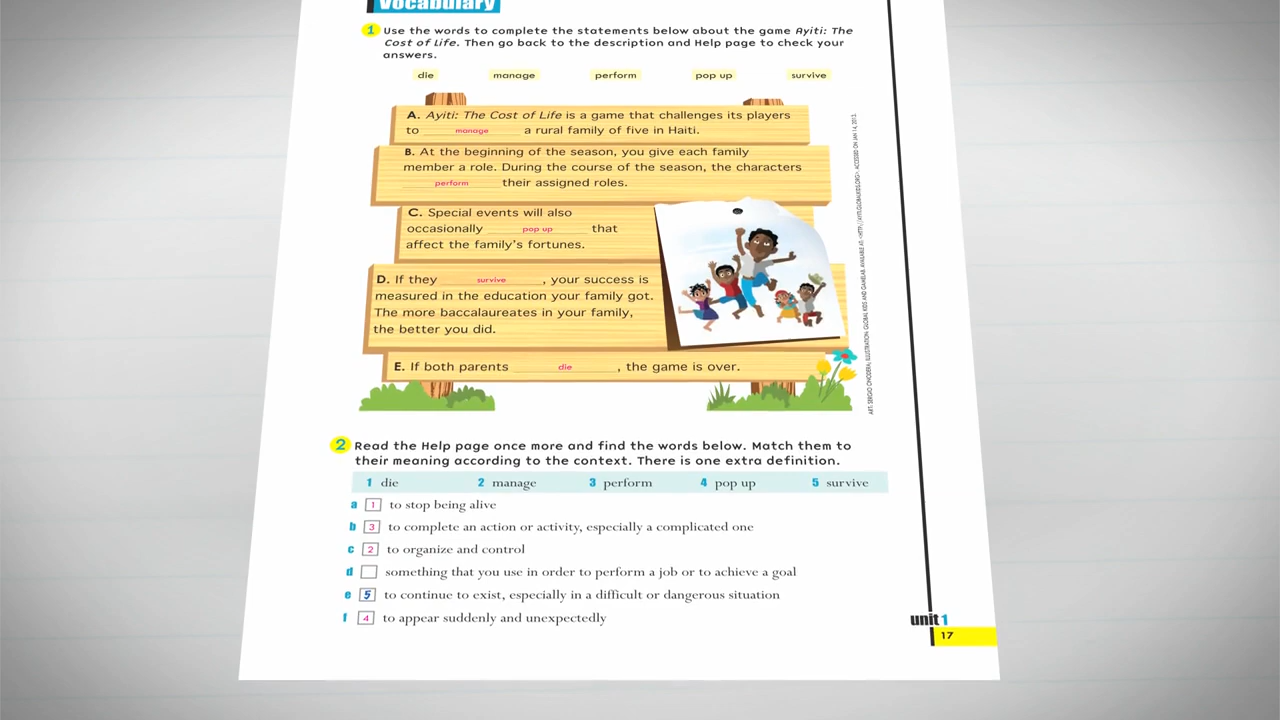 Vocabulary
1 Use the words to complete the statements below about the game Ayiti: The
Cost of Life. Then go back to the description and Help page to check your
answers.
die manage perform pop up survive
A. Ayiti: The Cost of Life is a game that challenges its players
to manage a rural family of five in Haiti.
B. At the beginning of the season, you give each family
member a role. During the course of the season, the characters
perform their assigned roles.
C. Special events will also
occasionally pop up that
affect the family's fortunes.
D. If they survive, your success is
measured in the education your family got.
The more baccalaureates in your family,
the better you did.
E. If both parents die, the game is over.
2 Read the Help page once more and find the words below. Match them to
their meaning according to the context. There is one extra definition.
1 die 2 manage 3 perform 4 pop up 5 survive
a 1 to stop being alive
b 3 to complete an action or activity, especially a complicated one
c 2 to organize and control
d something that you use in order to perform a job or to achieve a goal
e 5 to continue to exist, especially in a difficult or dangerous situation
f 4 to appear suddenly and unexpectedly
unit 1
17